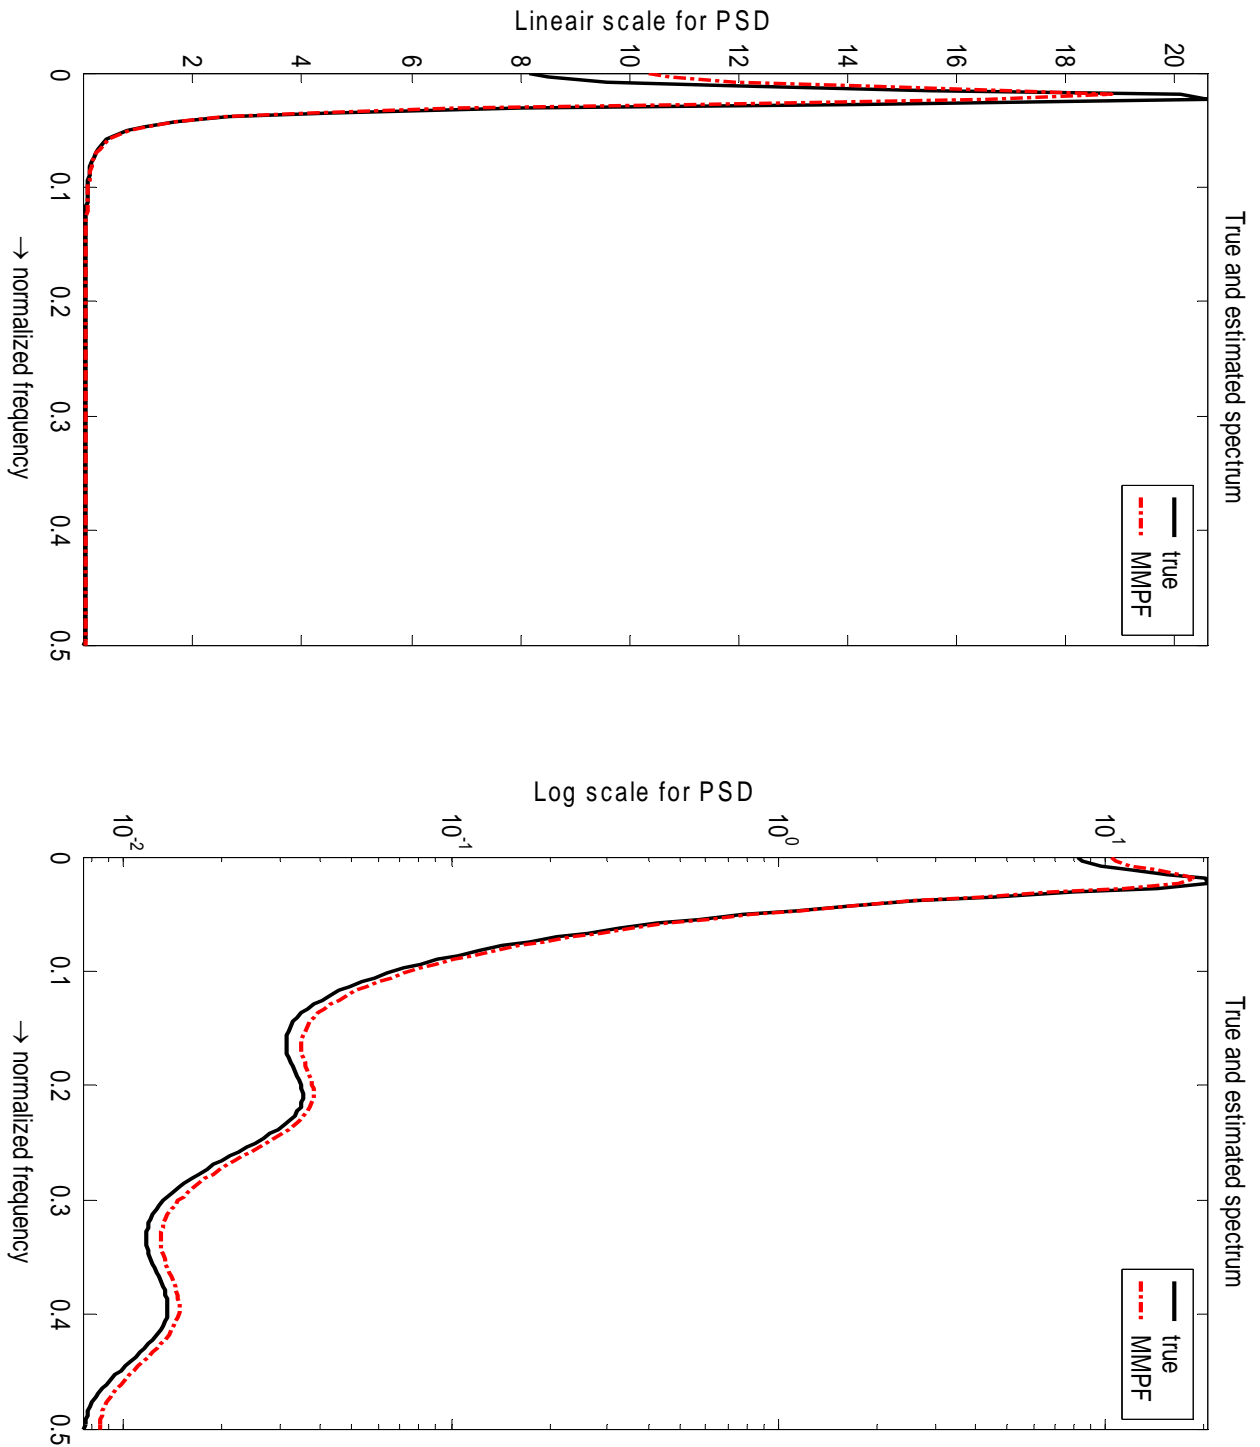 True and estimated spectrum
Lineair scale for PSD
20
18
16
14
12
10
8
6
4
2
0
0.1
0.2
0.3
0.4
0.5
→ normalized frequency
true
MMPF
True and estimated spectrum
Log scale for PSD
10^1
10^0
10^-1
10^-2
0
0.1
0.2
0.3
0.4
0.5
→ normalized frequency
true
MMPF